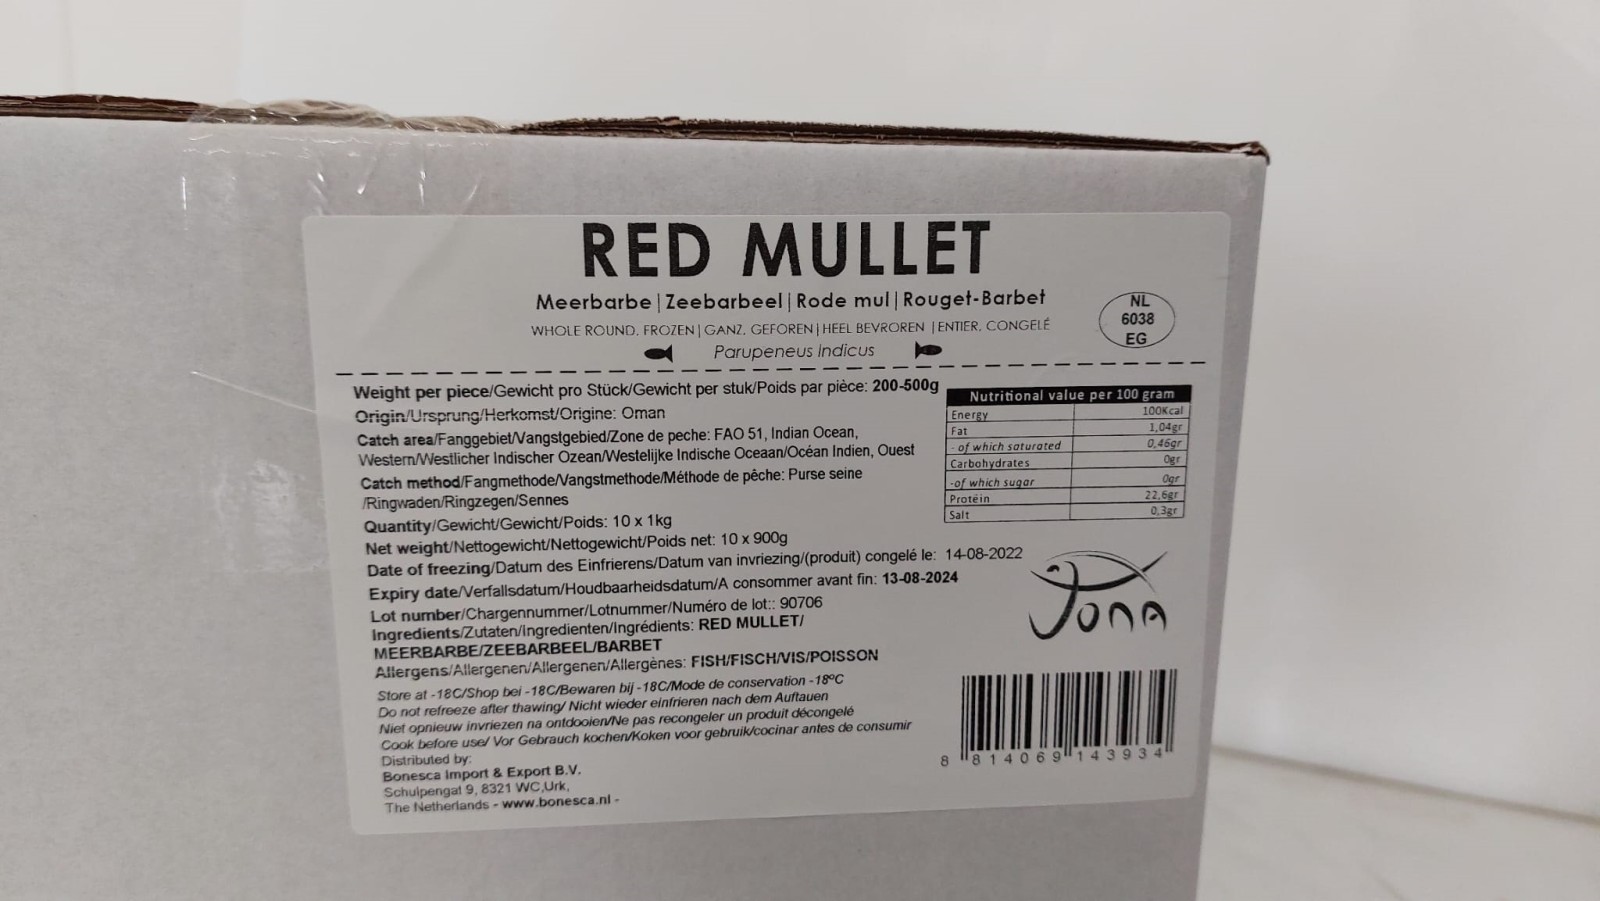 RED MULLET
Meerbarbe | Zeebarbeel | Rode mul | Rouget-Barbet
WHOLE ROUND, FROZEN | GANZ, GEFOREN | HEEL BEVROREN | ENTIER, CONGELÉ
Parupeneus indicus
NL
6038
EG
Weight per piece/Gewicht pro Stück/Gewicht per stuk/Poids par pièce: 200-500g
Origin/Ursprung/Herkomst/Origine: Oman
Catch area/Fanggebiet/Vangstgebied/Zone de peche: FAO 51, Indian Ocean,
Western/Westlicher Indischer Ozean/Westelijke Indische Oceaan/Océan Indien, Ouest
Catch method/Fangmethode/Vangstmethode/Méthode de pêche: Purse seine
/Ringwaden/Ringzegen/Sennes
Quantity/Gewicht/Gewicht/Poids: 10 x 1kg
Net weight/Nettogewicht/Nettogewicht/Poids net: 10 x 900g
Date of freezing/Datum des Einfrierens/Datum van invriezing/(produit) congelé le: 14-08-2022
Expiry date/Verfallsdatum/Houdbaarheidsdatum/A consommer avant fin: 13-08-2024
Lot number/Chargennummer/Lotnummer/Numéro de lot:: 90706
Ingredients/Zutaten/Ingredienten/Ingrédients: RED MULLET/
MEERBARBE/ZEEBARBEEL/BARBET
Allergens/Allergenen/Allergenen/Allergènes: FISH/FISCH/VIS/POISSON
Store at -18C/Shop bei -18C/Bewaren bij -18C/Mode de conservation -18ºC
Do not refreeze after thawing/ Nicht wieder einfrieren nach dem Auftauen
Niet opnieuw invriezen na ontdooien/Ne pas recongeler un produit décongelé
Cook before use/ Vor Gebrauch kochen/Koken voor gebruik/cocinar antes de consumir
Distributed by:
Bonesca Import & Export B.V.
Schulpengat 9, 8321 WC,Urk,
The Netherlands - www.bonesca.nl -
Nutritional value per 100 gram
Energy 100Kcal
Fat 1,04gr
- of which saturated 0,46gr
Carbohydrates 0gr
-of which sugar 0gr
Protein 22,6gr
Salt 0,3gr
Jona
8 814069 143934